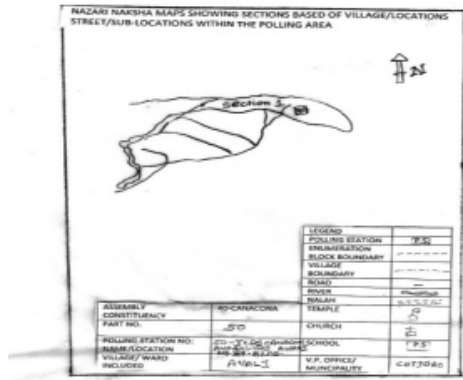 NAZARI NAKSHA MAPS SHOWING SECTIONS BASED OF VILLAGE/LOCATIONS
STREET/SUB-LOCATIONS WITHIN THE POLLING AREA
N
Section 1
LEGEND
POLLING STATION P.S
ENUMERATION
BLOCK BOUNDARY
VILLAGE
BOUNDARY
ROAD
RIVER
NALAH
TEMPLE
CHURCH
SCHOOL
V.P. OFFICE/
MUNICIPALITY
ASSEMBLY
CONSTITUENCY
40-CANACONA
PART NO. 50
POLLING STATION NO:
NAME/LOCATION
VILLAGE/ WARD
INCLUDED
AVALI